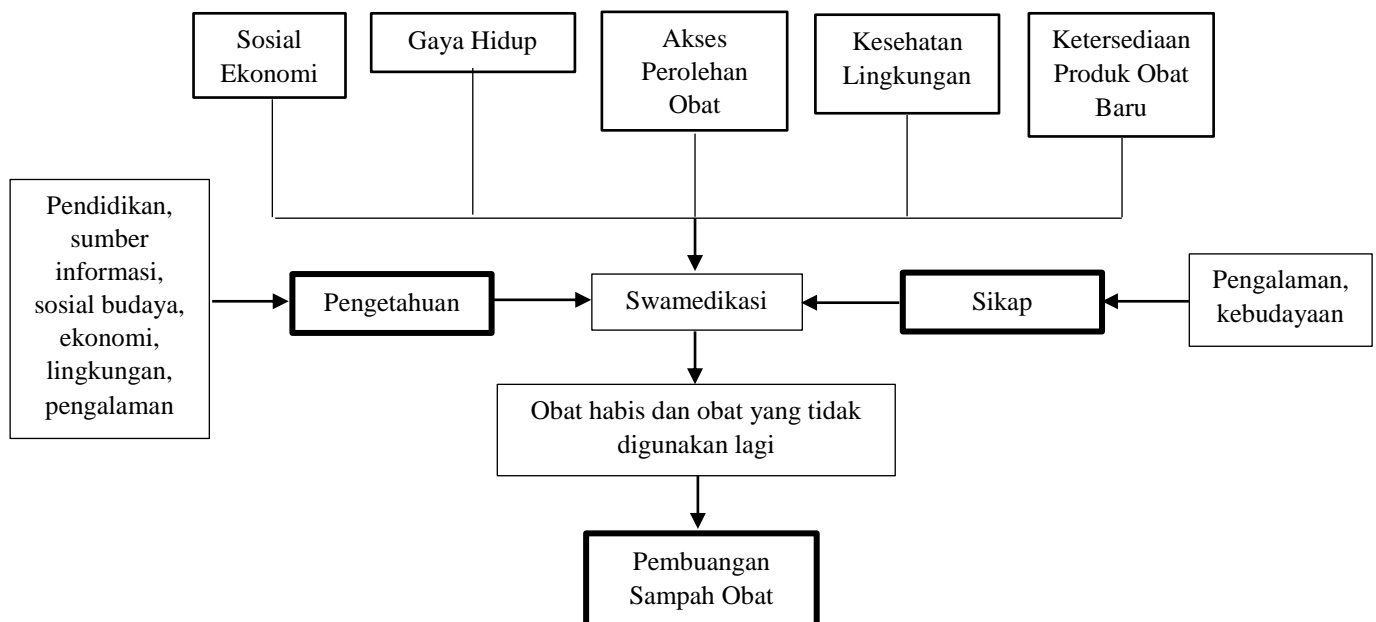 Sosial
Ekonomi
Gaya Hidup
Akses
Perolehan
Obat
Kesehatan
Lingkungan
Ketersediaan
Produk Obat
Baru
Pendidikan,
sumber
informasi,
sosial budaya,
ekonomi,
lingkungan,
pengalaman
Pengetahuan
Swamedikasi
Sikap
Pengalaman,
kebudayaan
Obat habis dan obat yang tidak
digunakan lagi
Pembuangan
Sampah Obat